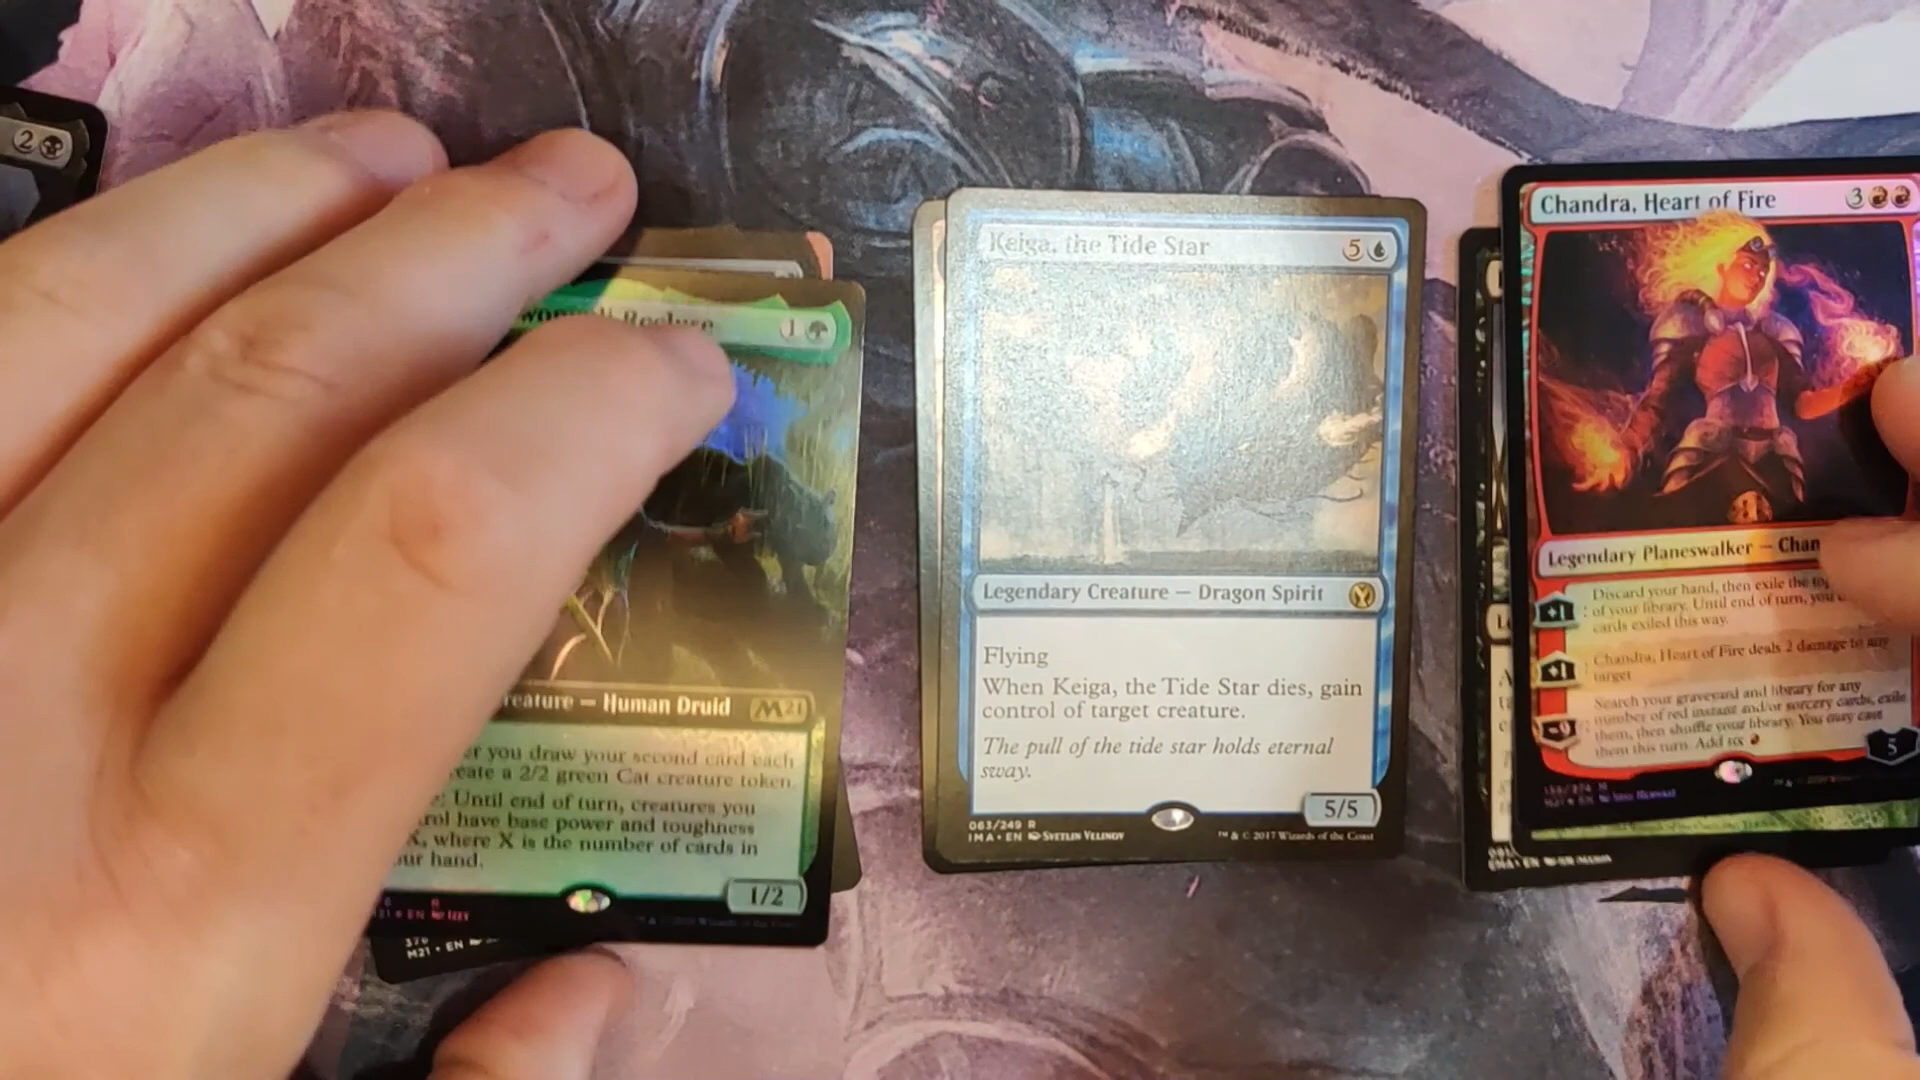 2
Recluse
1
reature — Human Druid
M21
er you draw your second card each
eate a 2/2 green Cat creature token.
: Until end of turn, creatures you
rol have base power and toughness
X, where X is the number of cards in
ur hand.
1/2
M21 • EN
Keiga, the Tide Star
5
Legendary Creature — Dragon Spirit
Flying
When Keiga, the Tide Star dies, gain
control of target creature.
The pull of the tide star holds eternal
sway.
5/5
063/249 R
IMA • EN Svetlin Velinov
™ & © 2017 Wizards of the Coast
Chandra, Heart of Fire
3
Legendary Planeswalker — Chan
+1
: Discard your hand, then exile the top
of your library. Until end of turn, you
cards exiled this way.
+1
: Chandra, Heart of Fire deals 2 damage to any
target
-9
: Search your graveyard and library for any
number of red instant and/or sorcery cards, exile
them, then shuffle your library. You may cast
them this turn. Add six
5